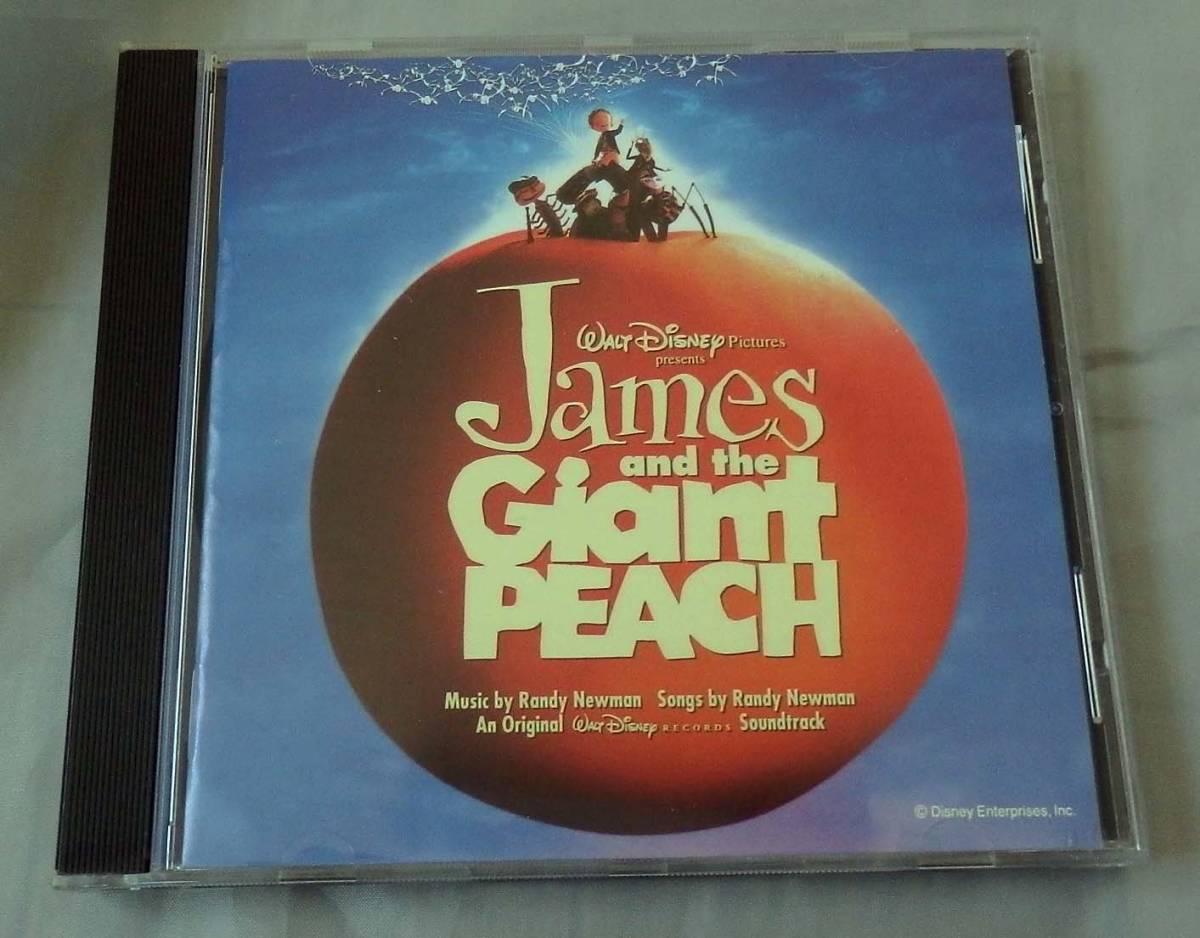 WALT DISNEY Pictures
presents
James
and the
Giant
PEACH
Music by Randy Newman Songs by Randy Newman
An Original WALT DISNEY RECORDS Soundtrack
© Disney Enterprises, Inc.